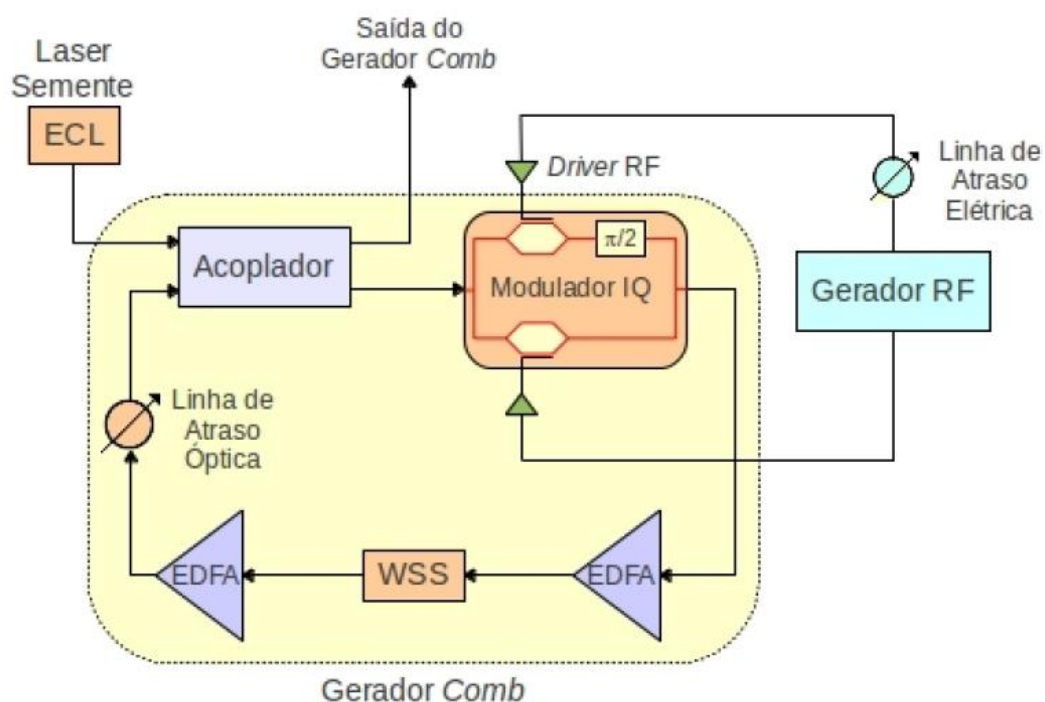 Saída do
Gerador Comb
Laser
Semente
ECL
Driver RF
Linha de
Atraso
Elétrica
Acoplador
π/2
Modulador IQ
Gerador RF
Linha de
Atraso
Óptica
EDFA
WSS
EDFA
Gerador Comb